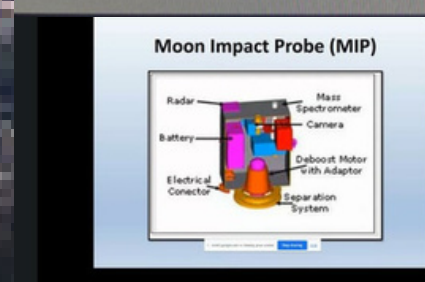 Moon Impact Probe (MIP)
Radar
Mass
Spectrometer
Camera
Battery
Deboost Motor
with Adaptor
Electrical
Conector
Separation
System